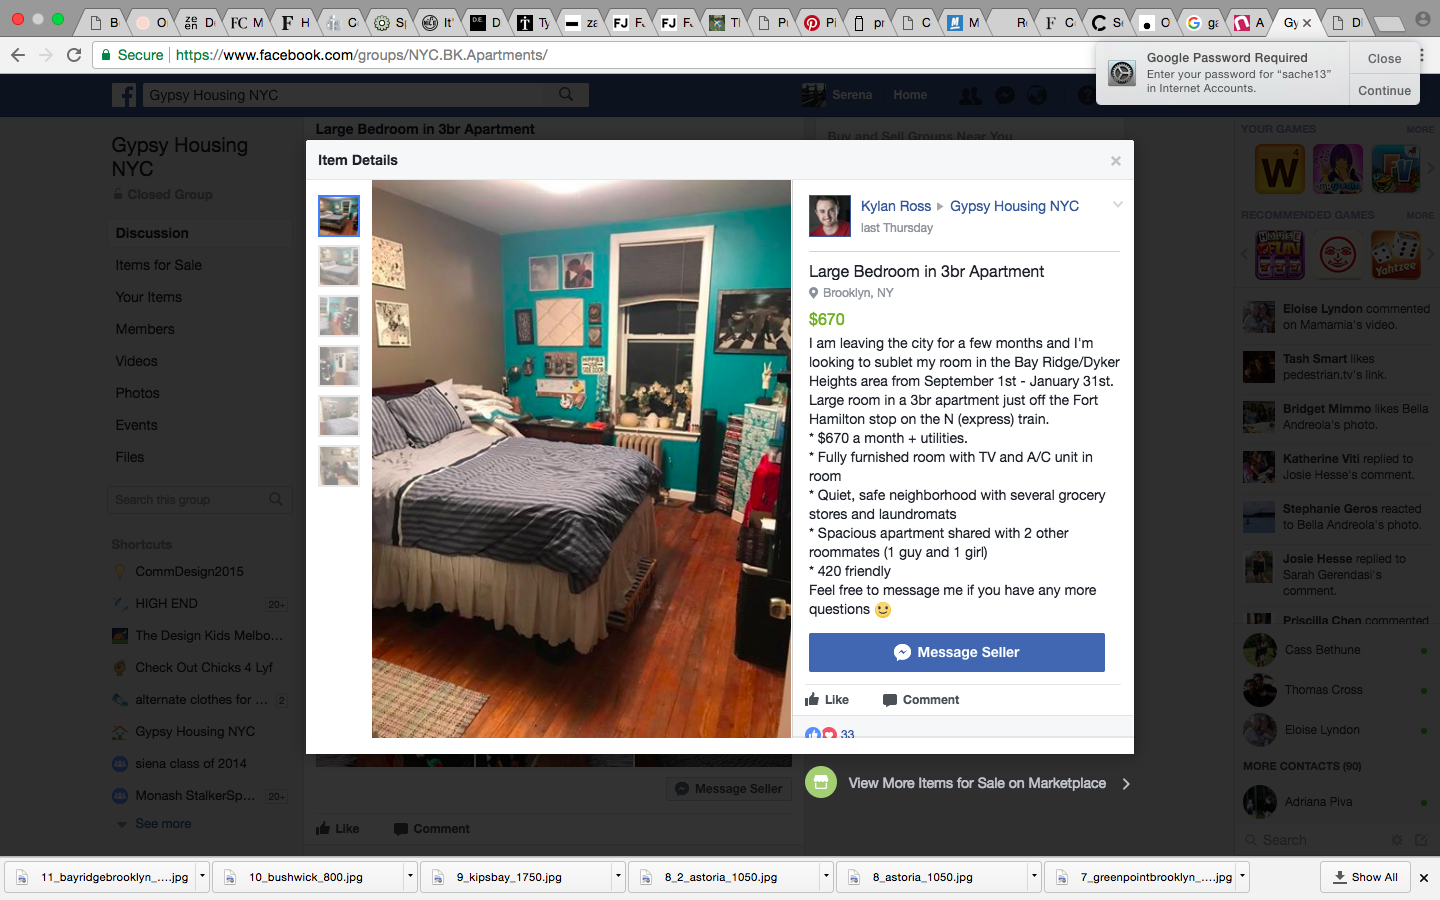 Secure
https://www.facebook.com/groups/NYC.BK.Apartments/
Google Password Required
Enter your password for “sache13”
in Internet Accounts.
Close
Continue
Gypsy Housing NYC
Serena
Home
Gypsy Housing
NYC
Closed Group
Discussion
Items for Sale
Your Items
Members
Videos
Photos
Events
Files
Search this group
Shortcuts
CommDesign2015
HIGH END 20+
The Design Kids Melbo...
Check Out Chicks 4 Lyf
alternate clothes for ... 2
Gypsy Housing NYC
siena class of 2014
Monash StalkerSp... 20+
See more
Large Bedroom in 3br Apartment
Buy and Sell Groups Near You
Item Details
Kylan Ross
Gypsy Housing NYC
last Thursday
Large Bedroom in 3br Apartment
Brooklyn, NY
$670
I am leaving the city for a few months and I'm
looking to sublet my room in the Bay Ridge/Dyker
Heights area from September 1st - January 31st.
Large room in a 3br apartment just off the Fort
Hamilton stop on the N (express) train.
* $670 a month + utilities.
* Fully furnished room with TV and A/C unit in
room
* Quiet, safe neighborhood with several grocery
stores and laundromats
* Spacious apartment shared with 2 other
roommates (1 guy and 1 girl)
* 420 friendly
Feel free to message me if you have any more
questions
Message Seller
Like
Comment
33
View More Items for Sale on Marketplace
Message Seller
Like
Comment
YOUR GAMES
MORE
RECOMMENDED GAMES
MORE
Eloise Lyndon commented
on Mamamia's video.
Tash Smart likes
pedestrian.tv's link.
Bridget Mimmo likes Bella
Andreola's photo.
Katherine Viti replied to
Josie Hesse's comment.
Stephanie Geros reacted
to Bella Andreola's photo.
Josie Hesse replied to
Sarah Gerendasi's
comment.
Priscilla Chen commented
Cass Bethune
Thomas Cross
Eloise Lyndon
MORE CONTACTS (90)
Adriana Piva
Search
11_bayridgebrooklyn_....jpg
10_bushwick_800.jpg
9_kipsbay_1750.jpg
8_2_astoria_1050.jpg
8_astoria_1050.jpg
7_greenpointbrooklyn_....jpg
Show All